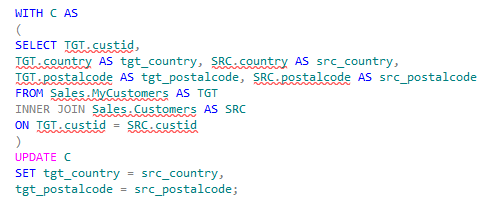 WITH C AS
(
SELECT TGT.custid,
TGT.country AS tgt_country, SRC.country AS src_country,
TGT.postalcode AS tgt_postalcode, SRC.postalcode AS src_postalcode
FROM Sales.MyCustomers AS TGT
INNER JOIN Sales.Customers AS SRC
ON TGT.custid = SRC.custid
)
UPDATE C
SET tgt_country = src_country,
tgt_postalcode = src_postalcode;